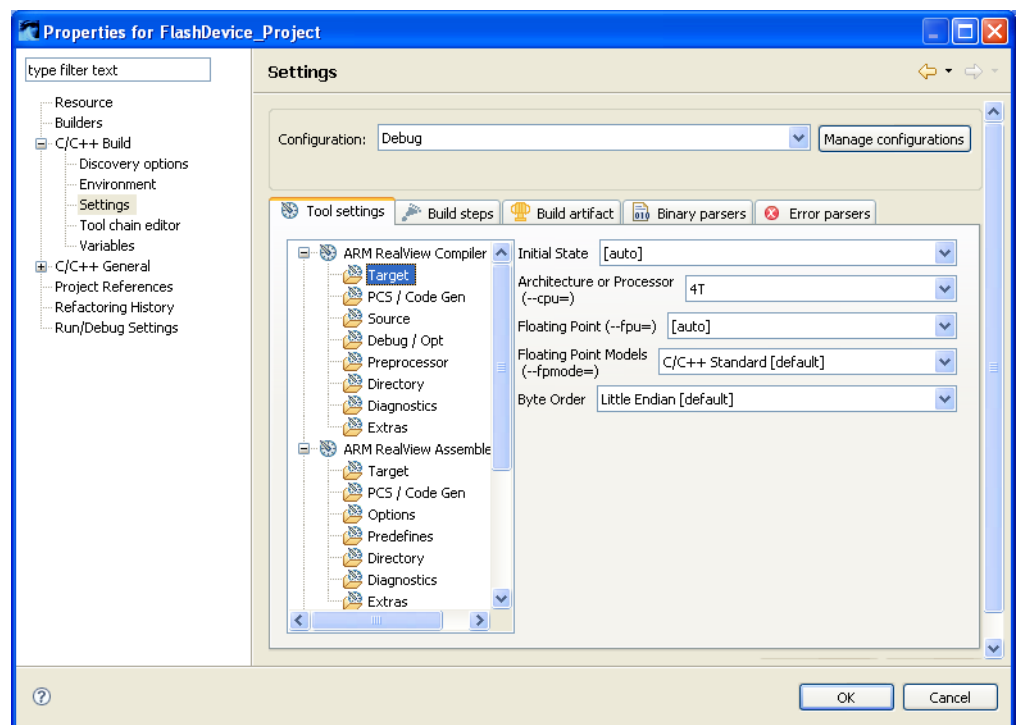 Properties for FlashDevice_Project
type filter text
Resource
Builders
C/C++ Build
Discovery options
Environment
Settings
Tool chain editor
Variables
C/C++ General
Project References
Refactoring History
Run/Debug Settings
Settings
Configuration: Debug Manage configurations
Tool settings Build steps Build artifact 010 Binary parsers Error parsers
ARM RealView Compiler
Target
PCS / Code Gen
Source
Debug / Opt
Preprocessor
Directory
Diagnostics
Extras
ARM RealView Assemble
Target
PCS / Code Gen
Options
Predefines
Directory
Diagnostics
Extras
Initial State [auto]
Architecture or Processor
(--cpu=) 4T
Floating Point (--fpu=) [auto]
Floating Point Models
(--fpmode=) C/C++ Standard [default]
Byte Order Little Endian [default]
?
OK Cancel